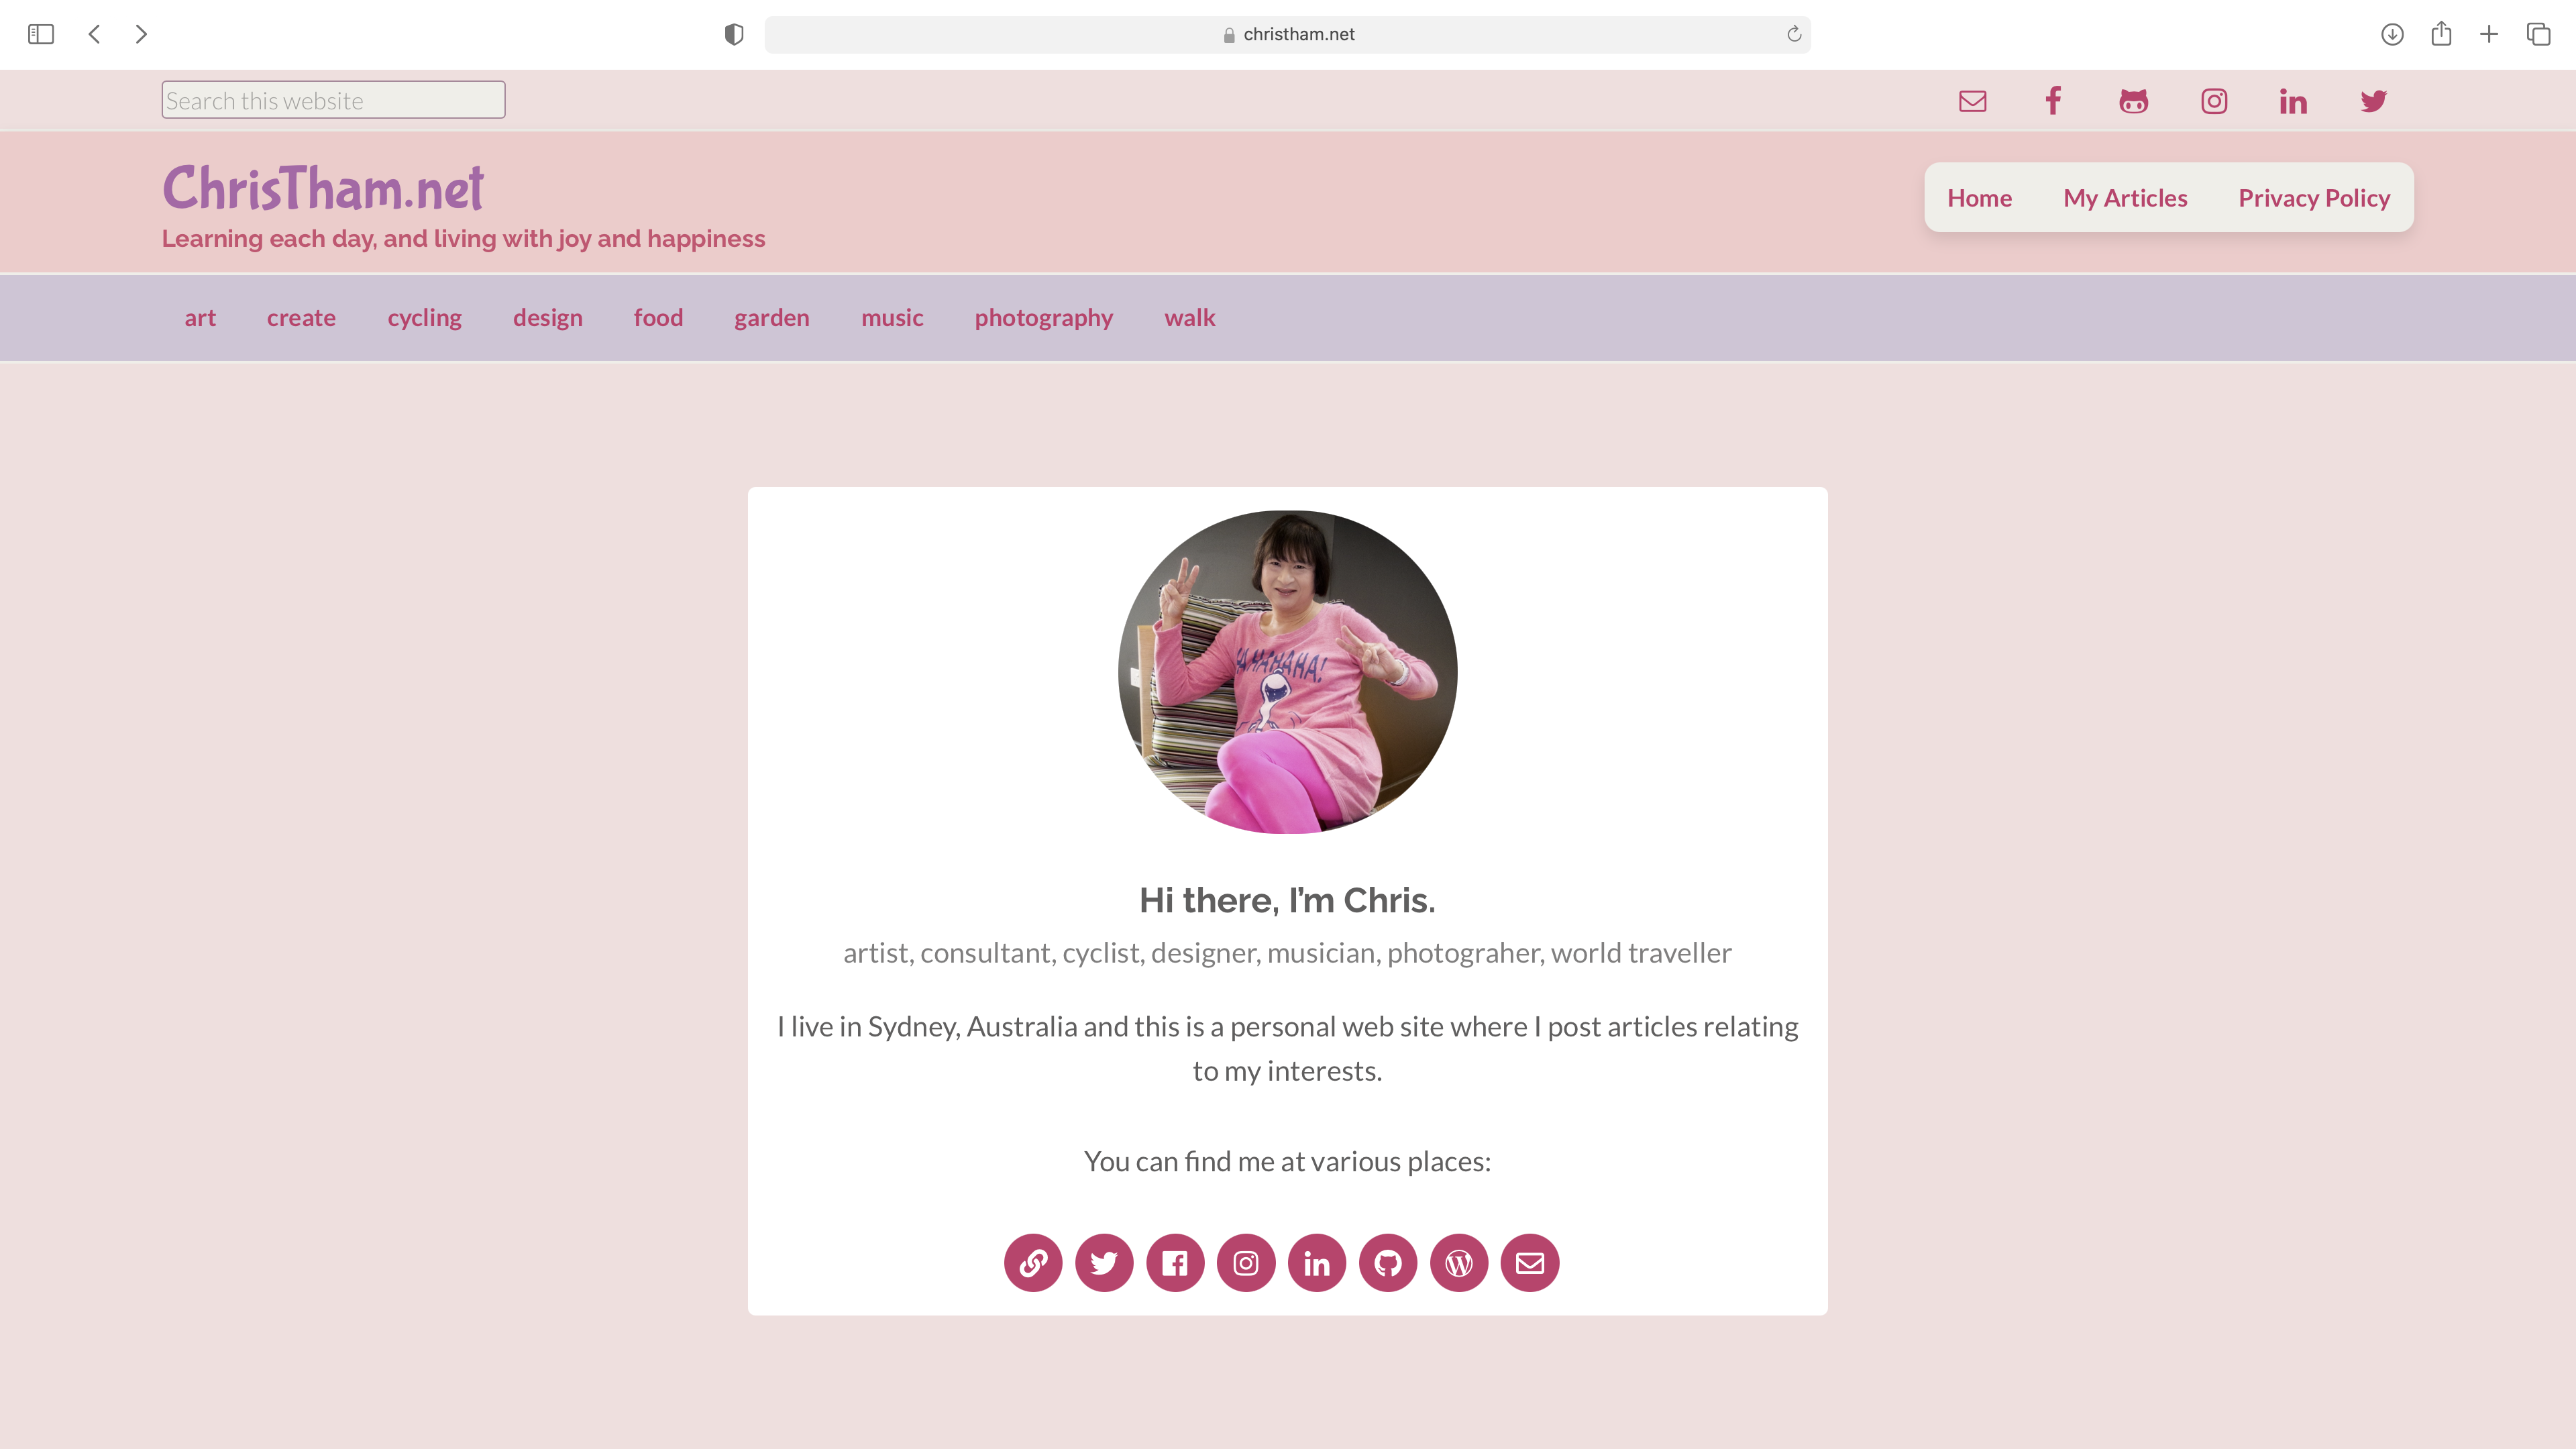 christham.net
Search this website
ChrisTham.net
Learning each day, and living with joy and happiness
Home My Articles Privacy Policy
art create cycling design food garden music photography walk
HAHAHAHA!
Hi there, I'm Chris.
artist, consultant, cyclist, designer, musician, photograher, world traveller
I live in Sydney, Australia and this is a personal web site where I post articles relating
to my interests.
You can find me at various places: